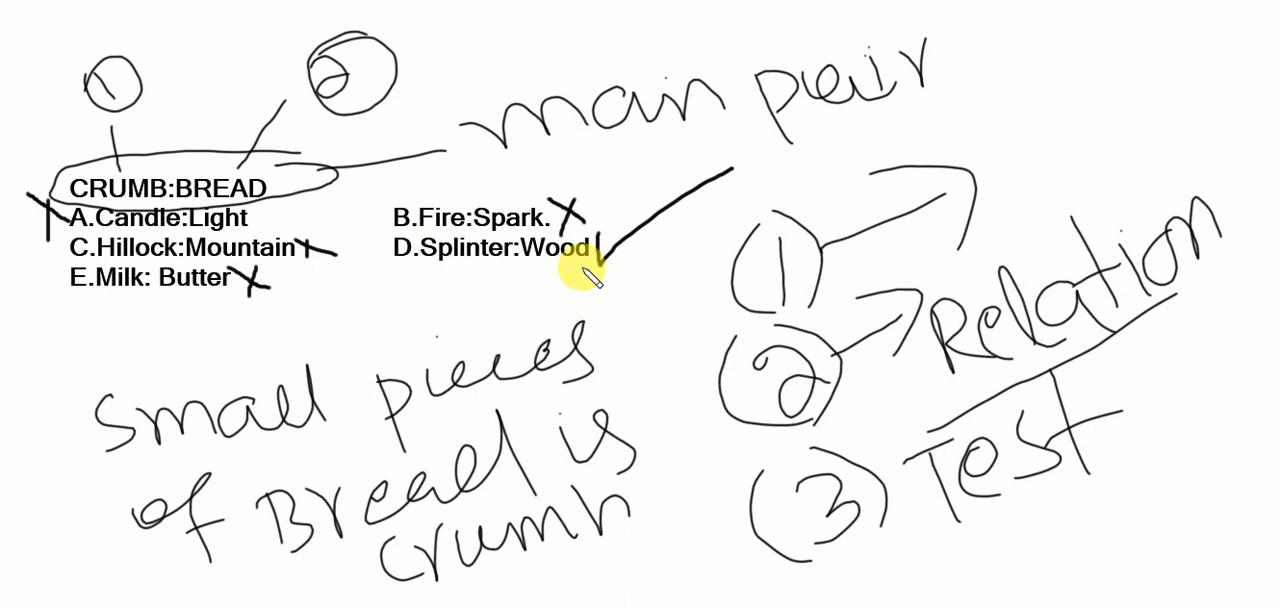 1
2
main pair
CRUMB:BREAD
A.Candle:Light B.Fire:Spark.
C.Hillock:Mountain D.Splinter:Wood
E.Milk: Butter
1
2
Relation
(3) Test
small pieces
of Bread is
crumb